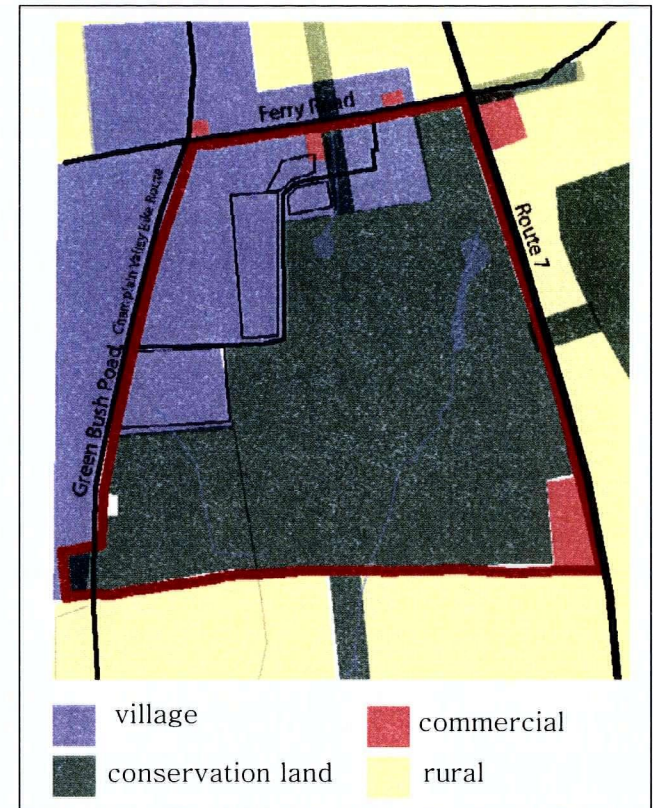 Ferry Road
Champlain Valley Bike Route
Green Bush Road
Route 7
village
commercial
conservation land
rural